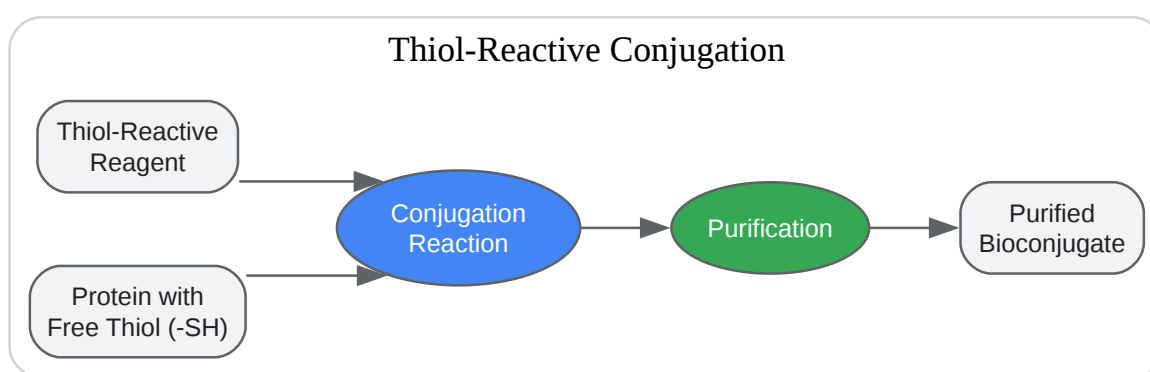 Thiol-Reactive Conjugation
Thiol-Reactive
Reagent
Protein with
Free Thiol (-SH)
Conjugation
Reaction
Purification
Purified
Bioconjugate